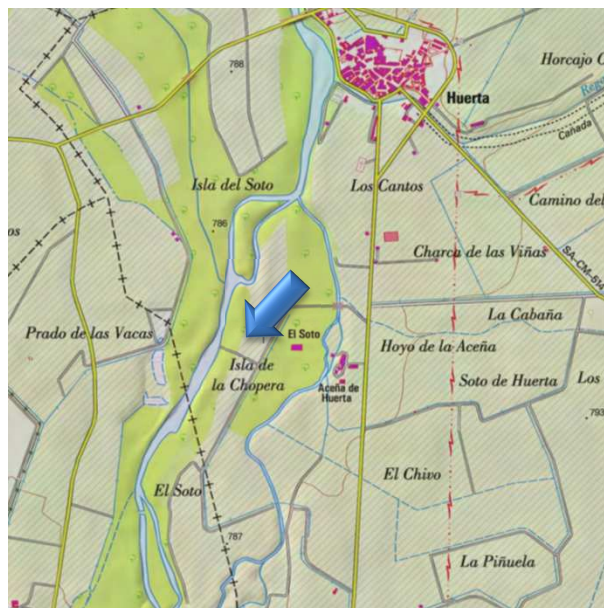 788
Horcajo
Huerta
Cañada
Isla del Soto
Los Cantos
Camino del
786
os
Charca de las Viñas
SA-CM-514
La Cabaña
Prado de las Vacas
El Soto
Hoyo de la Aceña
Isla de
la Chopera
Aceña de
Huerta
Soto de Huerta
Los
793
El Soto
El Chivo
787
La Piñuela